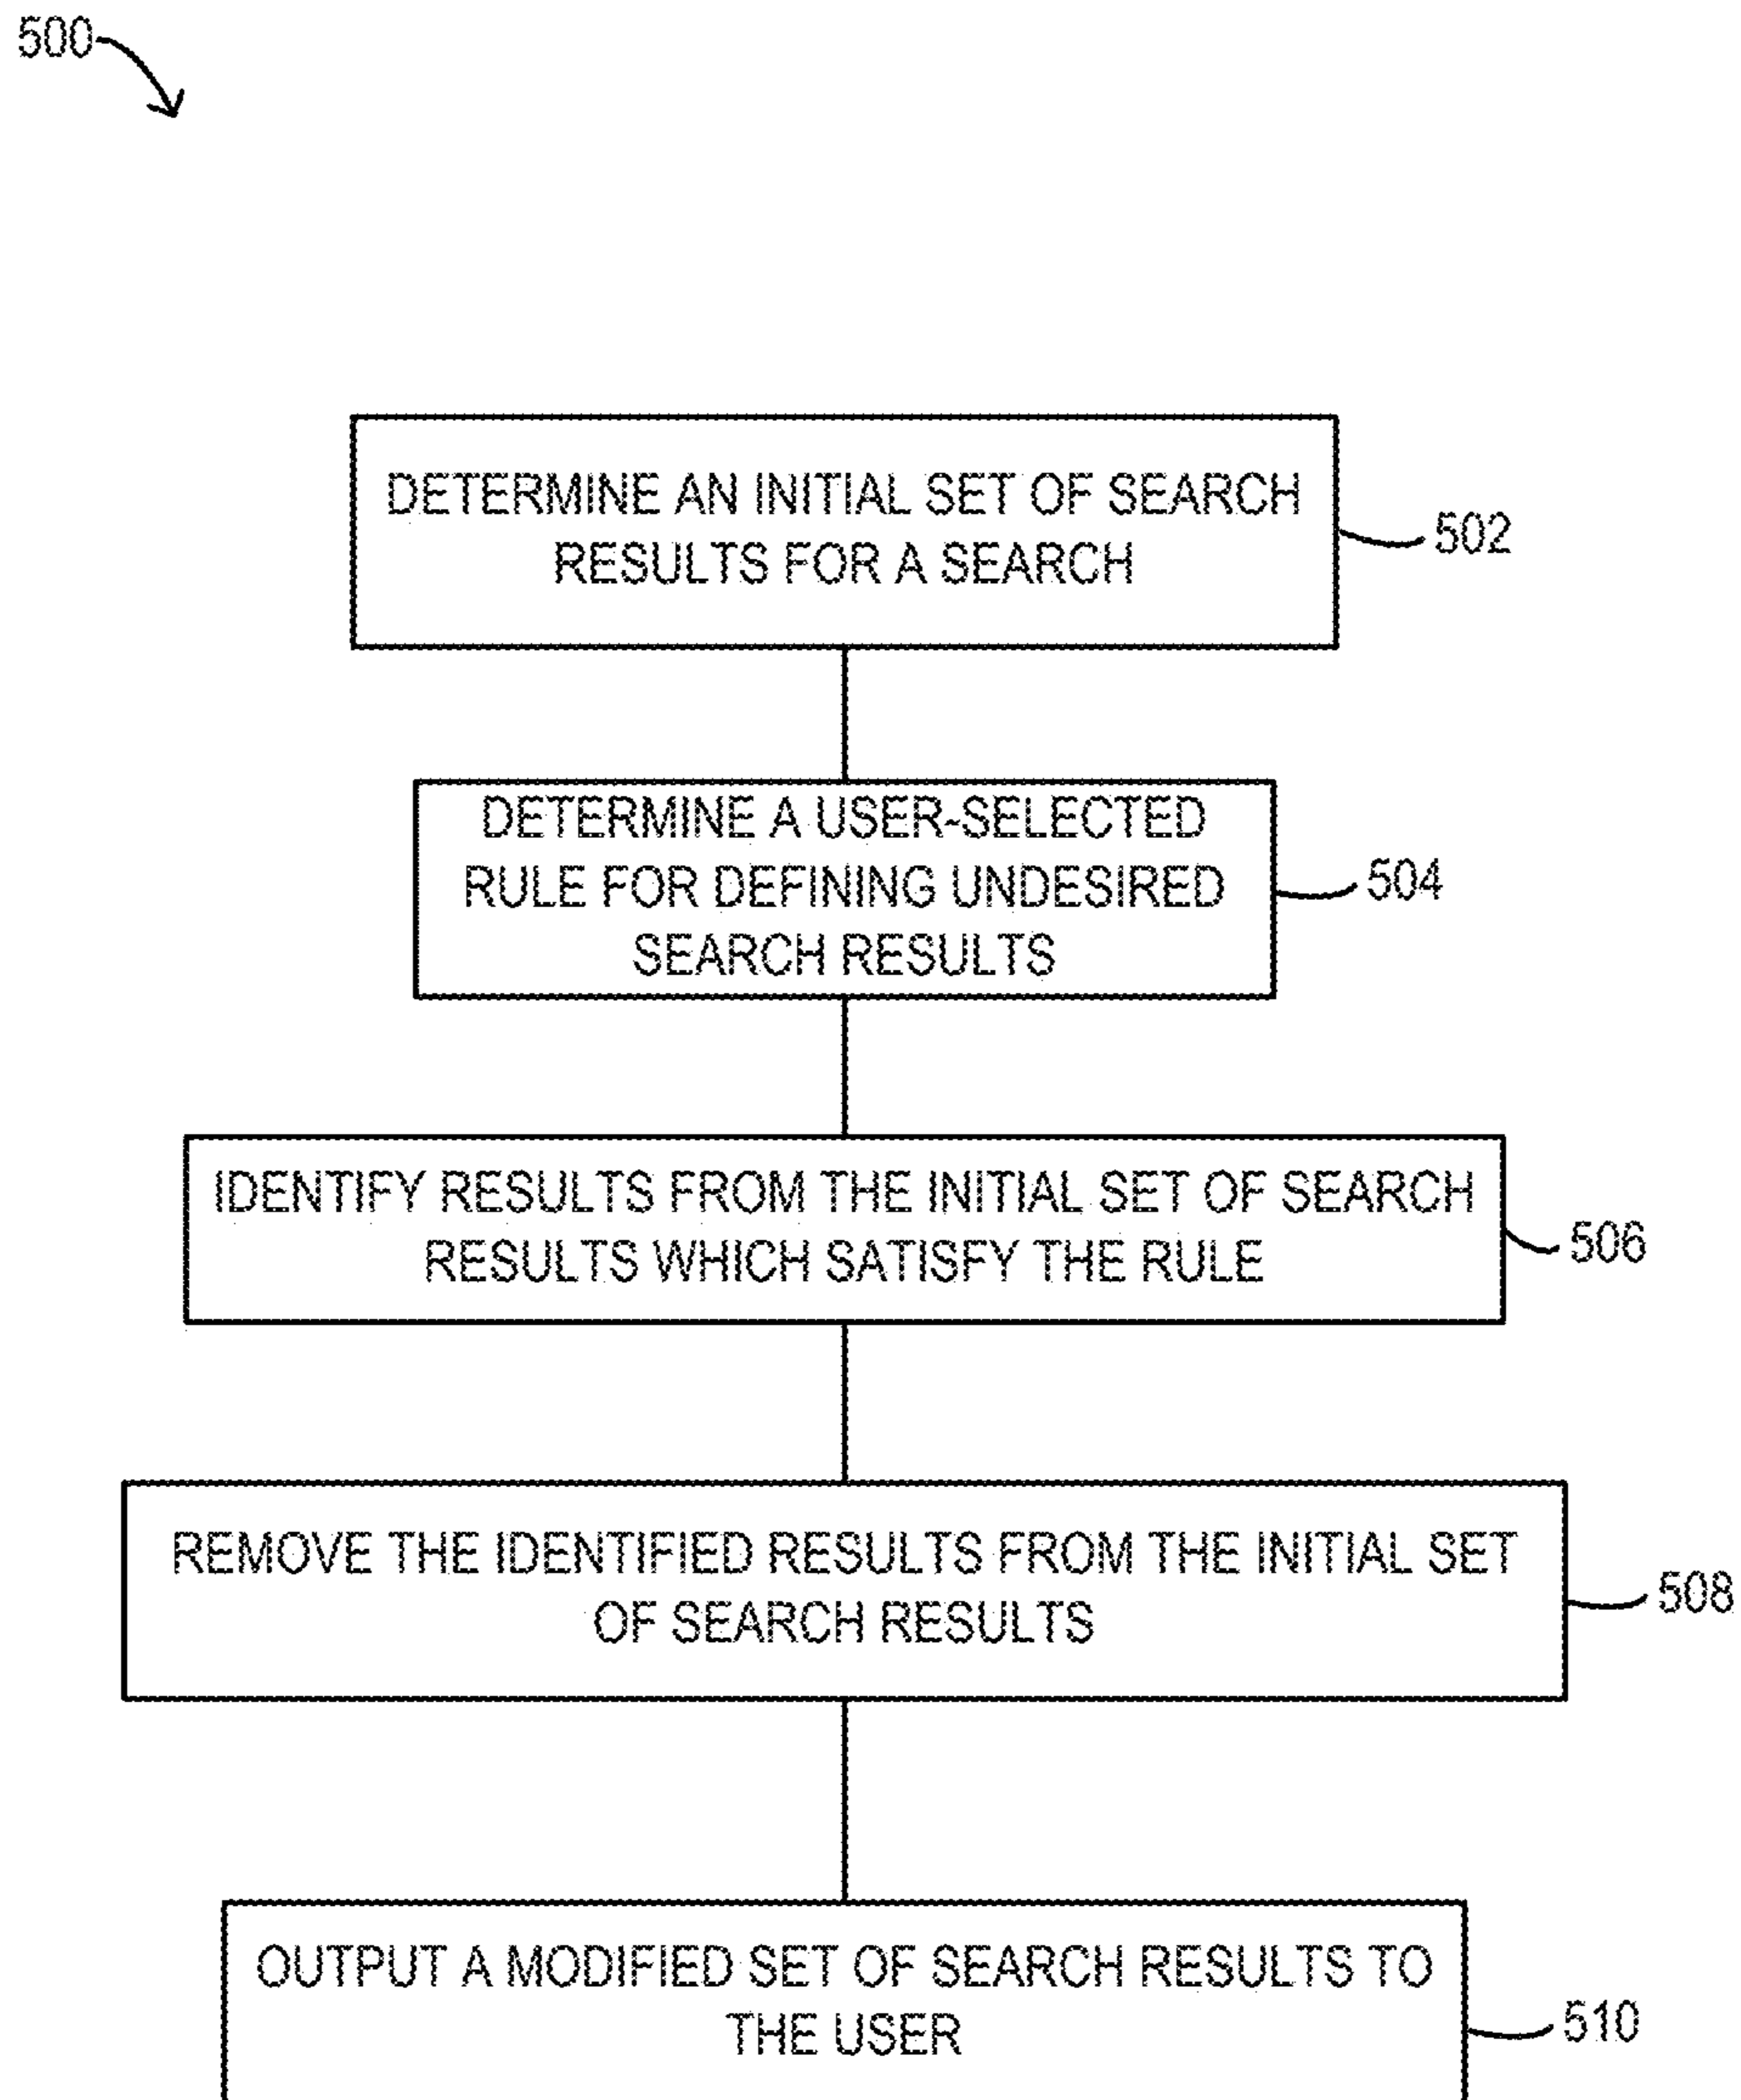 500
DETERMINE AN INITIAL SET OF SEARCH
RESULTS FOR A SEARCH
502
DETERMINE A USER-SELECTED
RULE FOR DEFINING UNDESIRED
SEARCH RESULTS
504
IDENTIFY RESULTS FROM THE INITIAL SET OF SEARCH
RESULTS WHICH SATISFY THE RULE
506
REMOVE THE IDENTIFIED RESULTS FROM THE INITIAL SET
OF SEARCH RESULTS
508
OUTPUT A MODIFIED SET OF SEARCH RESULTS TO
THE USER
510